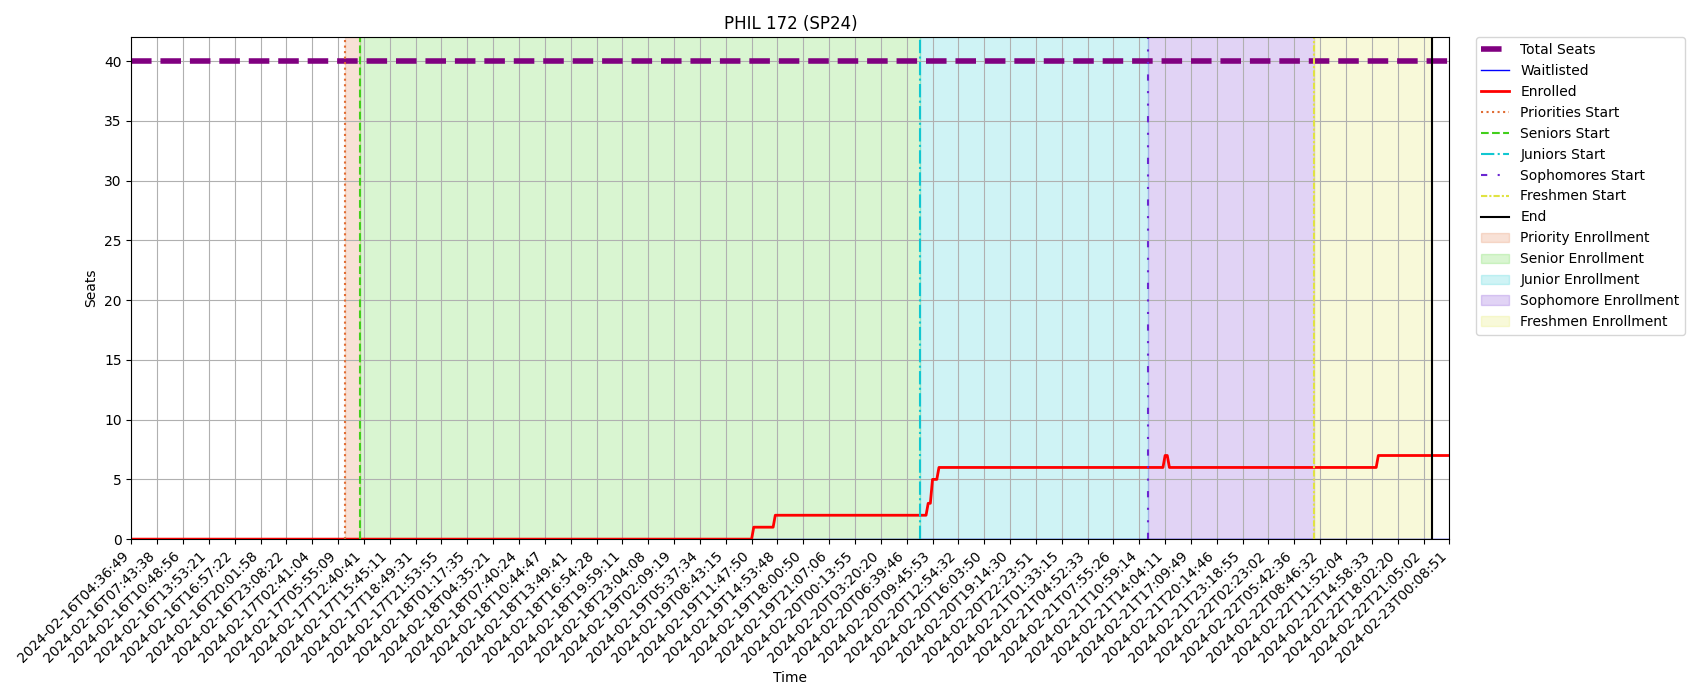 PHIL 172 (SP24)
Seats
40
35
30
25
20
15
10
5
0
2024-02-16T04:36:49
2024-02-16T07:43:38
2024-02-16T10:48:56
2024-02-16T13:53:21
2024-02-16T16:57:22
2024-02-16T20:01:58
2024-02-16T23:08:22
2024-02-17T02:41:04
2024-02-17T05:55:09
2024-02-17T12:40:41
2024-02-17T15:45:11
2024-02-17T18:49:31
2024-02-17T21:53:55
2024-02-18T01:17:35
2024-02-18T04:35:21
2024-02-18T07:40:24
2024-02-18T10:44:47
2024-02-18T13:49:41
2024-02-18T16:54:28
2024-02-18T19:59:11
2024-02-18T23:04:08
2024-02-19T02:09:19
2024-02-19T05:37:34
2024-02-19T08:43:15
2024-02-19T11:47:50
2024-02-19T14:53:48
2024-02-19T18:00:50
2024-02-19T21:07:06
2024-02-20T00:13:55
2024-02-20T03:20:20
2024-02-20T06:39:46
2024-02-20T09:45:53
2024-02-20T12:54:32
2024-02-20T16:03:50
2024-02-20T19:14:30
2024-02-20T22:23:51
2024-02-21T01:33:15
2024-02-21T04:52:33
2024-02-21T07:55:26
2024-02-21T10:59:14
2024-02-21T14:04:11
2024-02-21T17:09:49
2024-02-21T20:14:46
2024-02-21T23:18:55
2024-02-22T02:23:02
2024-02-22T05:42:36
2024-02-22T08:46:32
2024-02-22T11:52:04
2024-02-22T14:58:33
2024-02-22T18:02:20
2024-02-22T21:05:02
2024-02-23T00:08:51
Time
Total Seats
Waitlisted
Enrolled
Priorities Start
Seniors Start
Juniors Start
Sophomores Start
Freshmen Start
End
Priority Enrollment
Senior Enrollment
Junior Enrollment
Sophomore Enrollment
Freshmen Enrollment